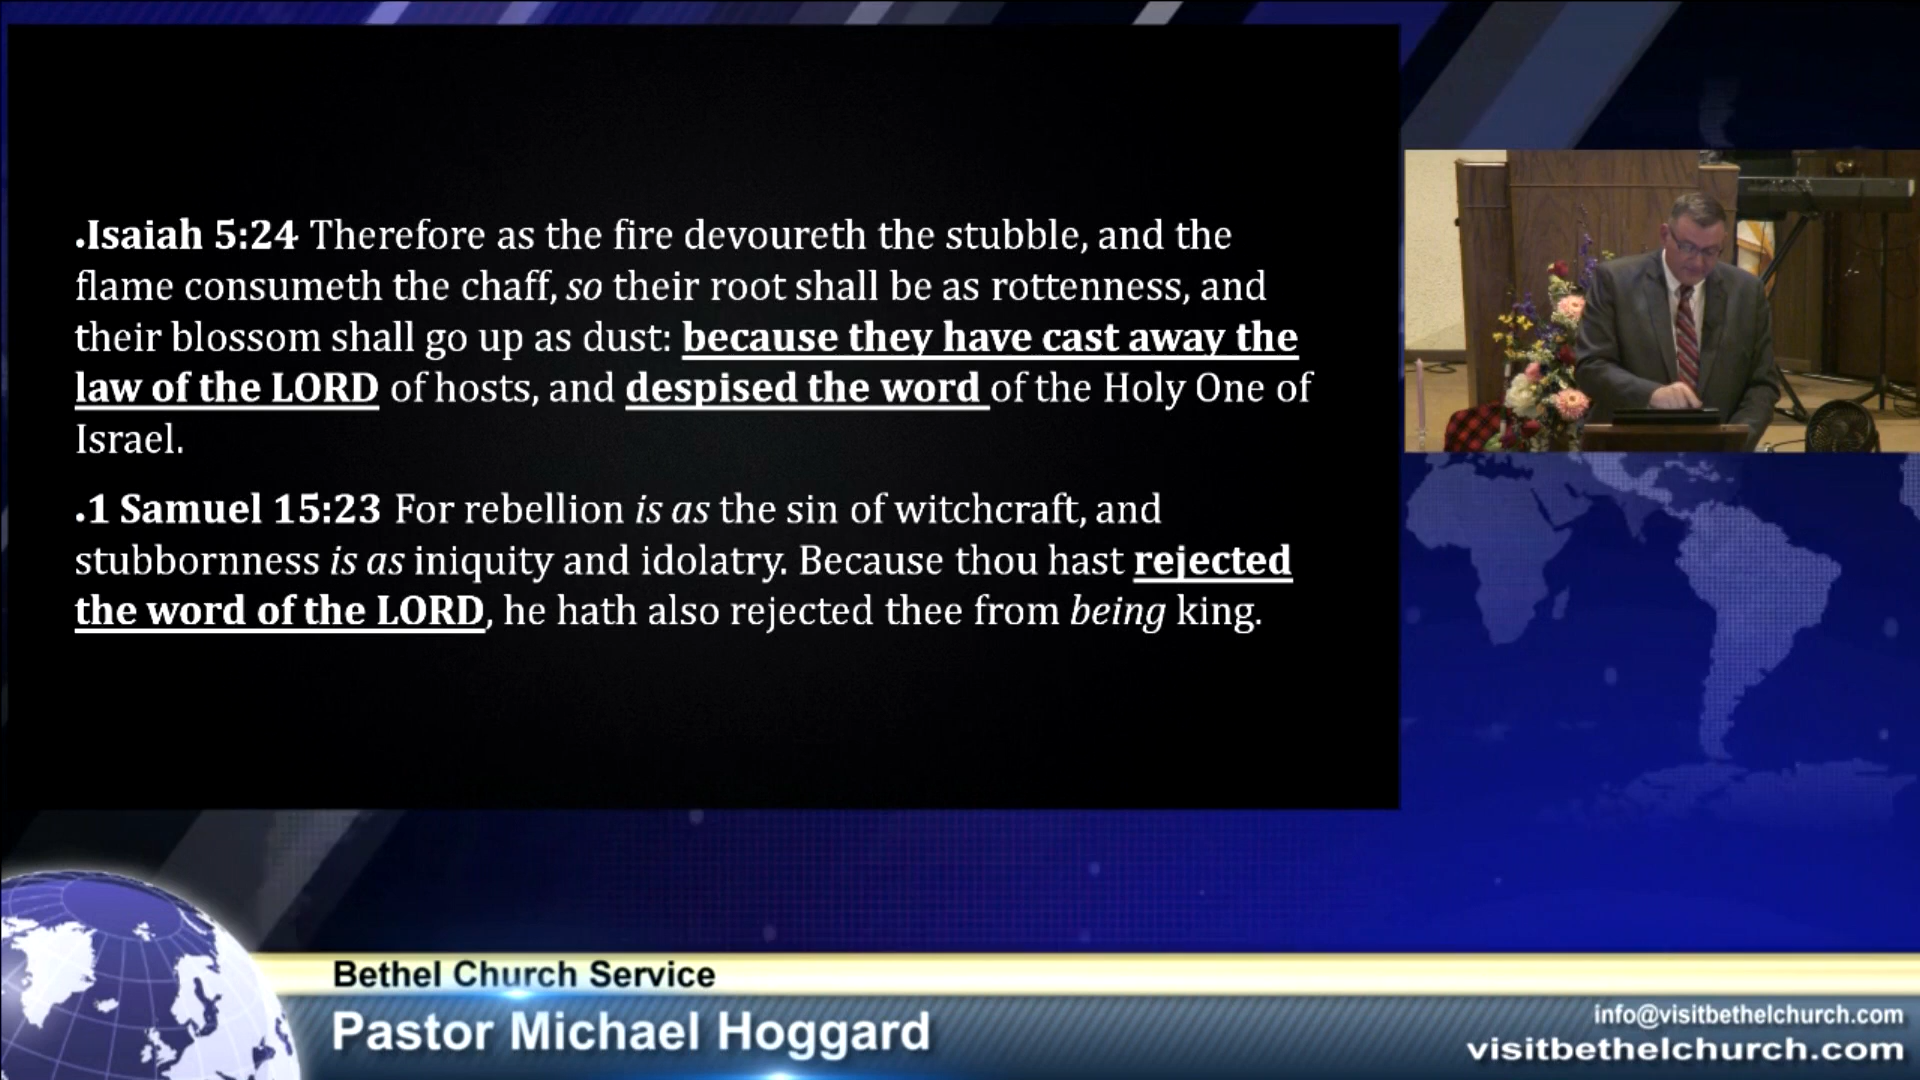 .Isaiah 5:24 Therefore as the fire devoureth the stubble, and the
flame consumeth the chaff, so their root shall be as rottenness, and
their blossom shall go up as dust: because they have cast away the
law of the LORD of hosts, and despised the word of the Holy One of
Israel.
.1 Samuel 15:23 For rebellion is as the sin of witchcraft, and
stubbornness is as iniquity and idolatry. Because thou hast rejected
the word of the LORD, he hath also rejected thee from being king.
Bethel Church Service
Pastor Michael Hoggard
info@visitbethelchurch.com
visitbethelchurch.com